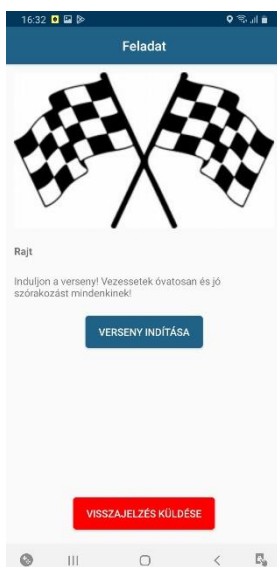 16:32
Feladat
Rajt
Induljon a verseny! Vezessetek óvatosan és jó
szórakozást mindenkinek!
VERSENY INDÍTÁSA
VISSZAJELZÉS KÜLDÉSE